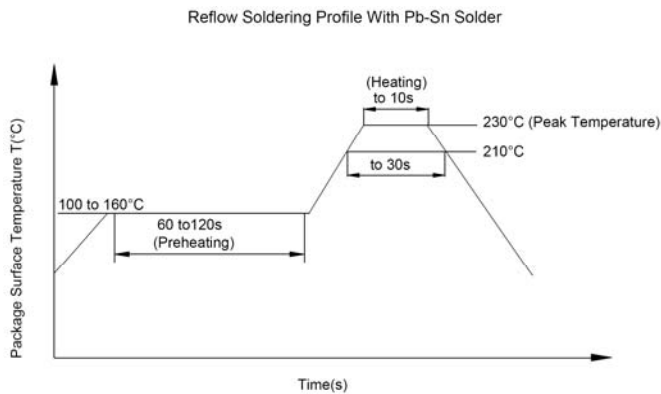 Reflow Soldering Profile With Pb-Sn Solder
Package Surface Temperature T(°C)
(Heating)
to 10s
230°C (Peak Temperature)
210°C
to 30s
100 to 160°C
60 to120s
(Preheating)
Time(s)